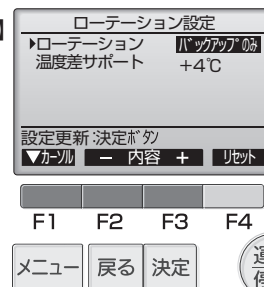 ローテーション設定
▶ローテーション バックアップのみ
温度差サポート +4℃
設定更新:決定ボタン
▼カーソル − 内容 + リセット
F1 F2 F3 F4
メニュー 戻る 決定